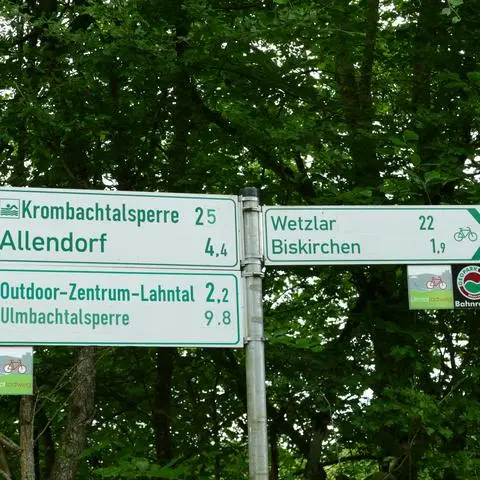 Krombachtalsperre 25
Allendorf 4,4
Outdoor-Zentrum-Lahntal 2,2
Ulmbachtalsperre 9.8
Wetzlar 22
Biskirchen 1,9